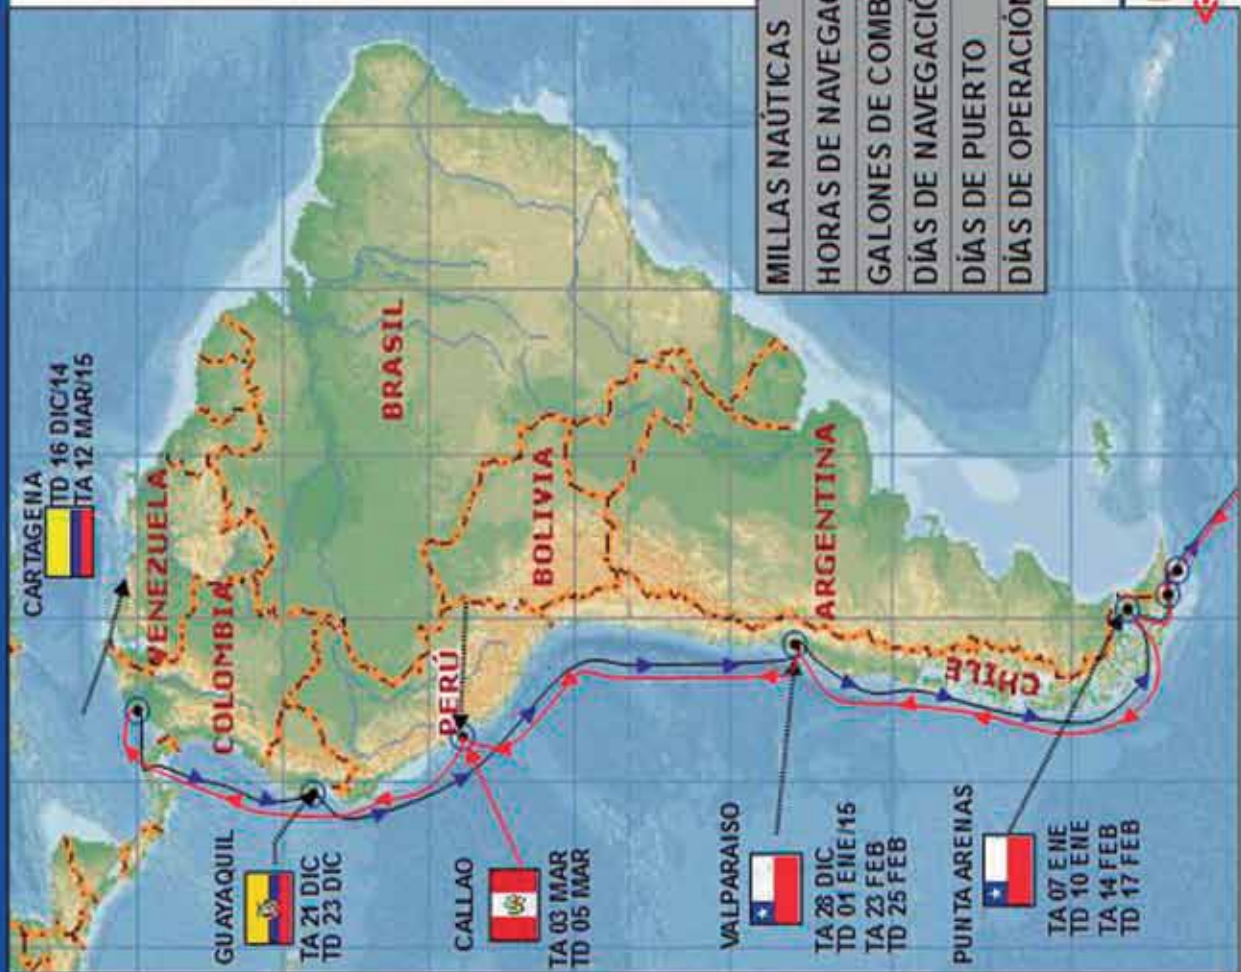 CARTAGENA
TD 16 DIC/14
TA 12 MAR/15
VENEZUELA
COLOMBIA
BRASIL
PERÚ
BOLIVIA
ARGENTINA
CHILE
GUAYAQUIL
TA 21 DIC
TD 23 DIC
CALLAO
TA 03 MAR
TD 05 MAR
VALPARAISO
TA 28 DIC
TD 01 ENE/15
TA 23 FEB
TD 25 FEB
PUNTA ARENAS
TA 07 ENE
TD 10 ENE
TA 14 FEB
TD 17 FEB
MILLAS NAÚTICAS
HORAS DE NAVEGAC
GALONES DE COMB
DÍAS DE NAVEGACIÓ
DÍAS DE PUERTO
DÍAS DE OPERACIÓN